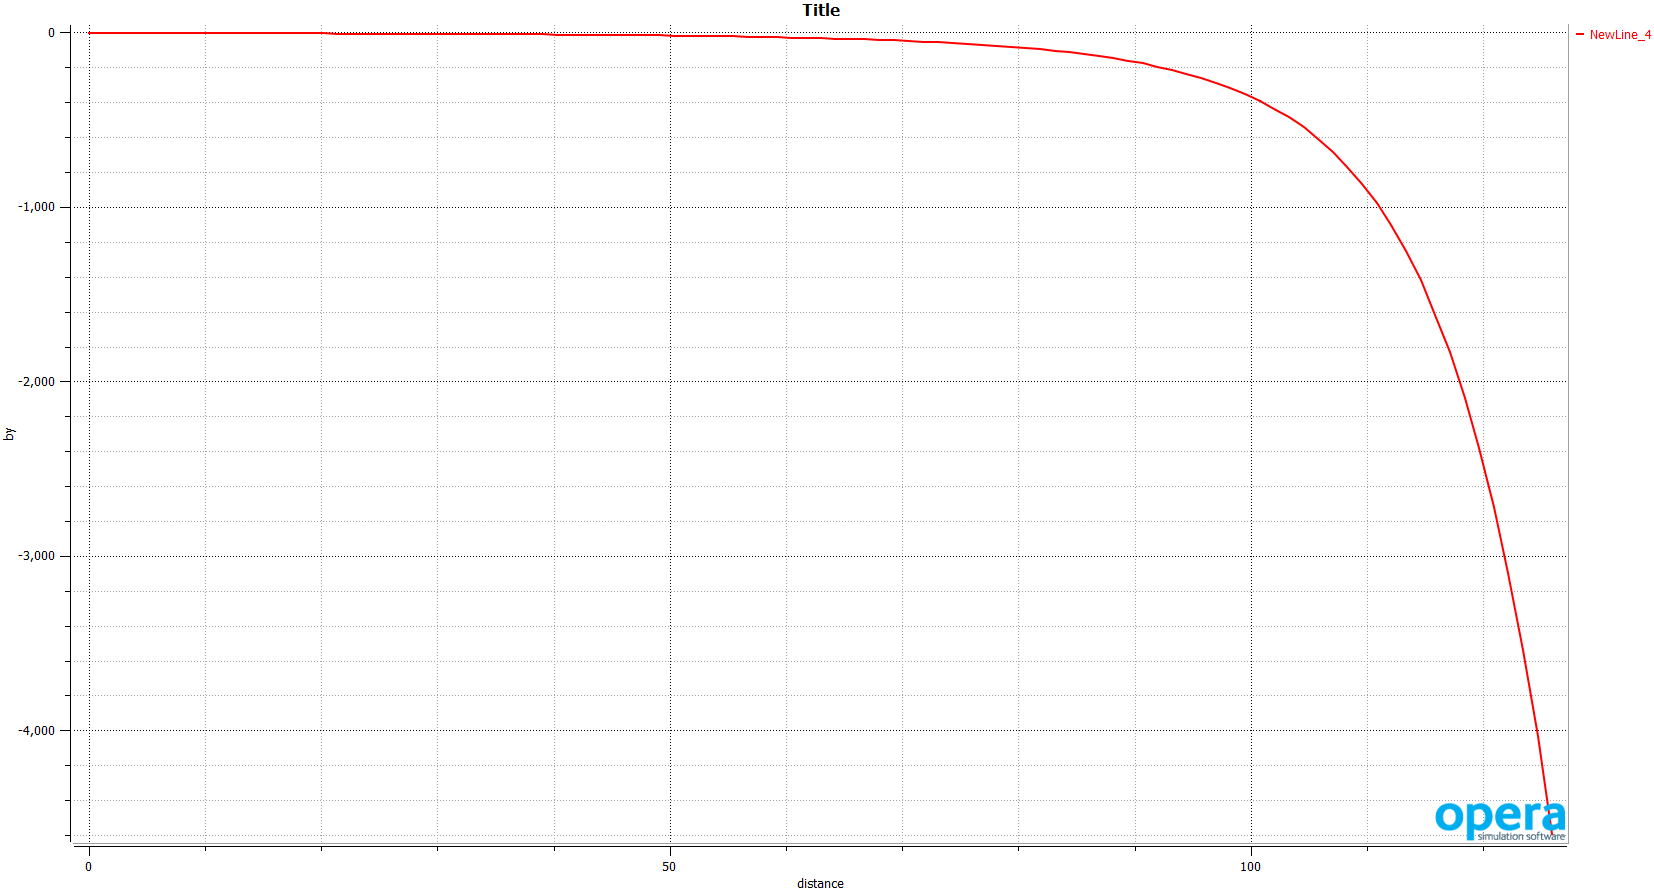 Title
NewLine_4
0
-1,000
-2,000
-3,000
-4,000
by
0 50 100
distance
opera
simulation software